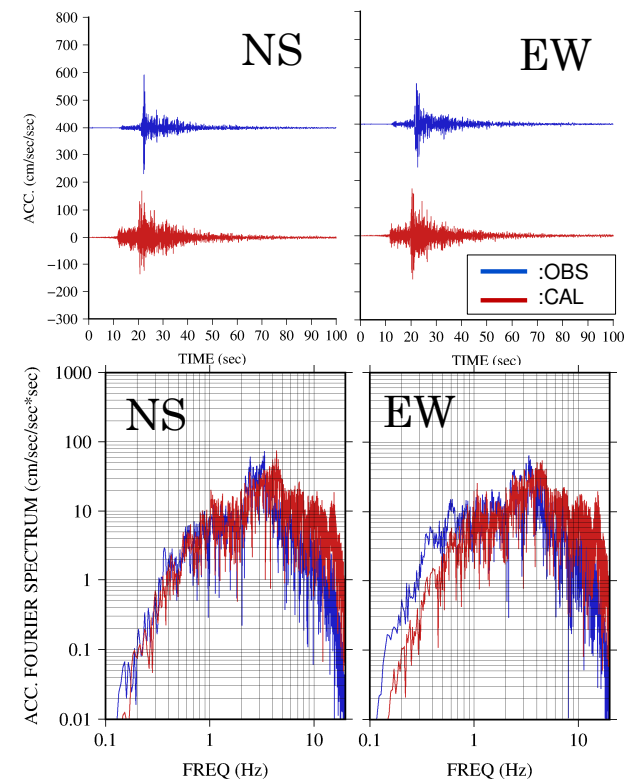 800
700
600
500
400
300
200
100
0
−100
−200
−300
ACC. (cm/sec/sec)
NS
0 10 20 30 40 50 60 70 80 90 100
TIME (sec)
EW
:OBS
:CAL
0 10 20 30 40 50 60 70 80 90 100
TIME (sec)
1000
100
10
1
0.1
0.01
ACC. FOURIER SPECTRUM (cm/sec/sec*sec)
NS
0.1 1 10
FREQ (Hz)
EW
0.1 1 10
FREQ (Hz)